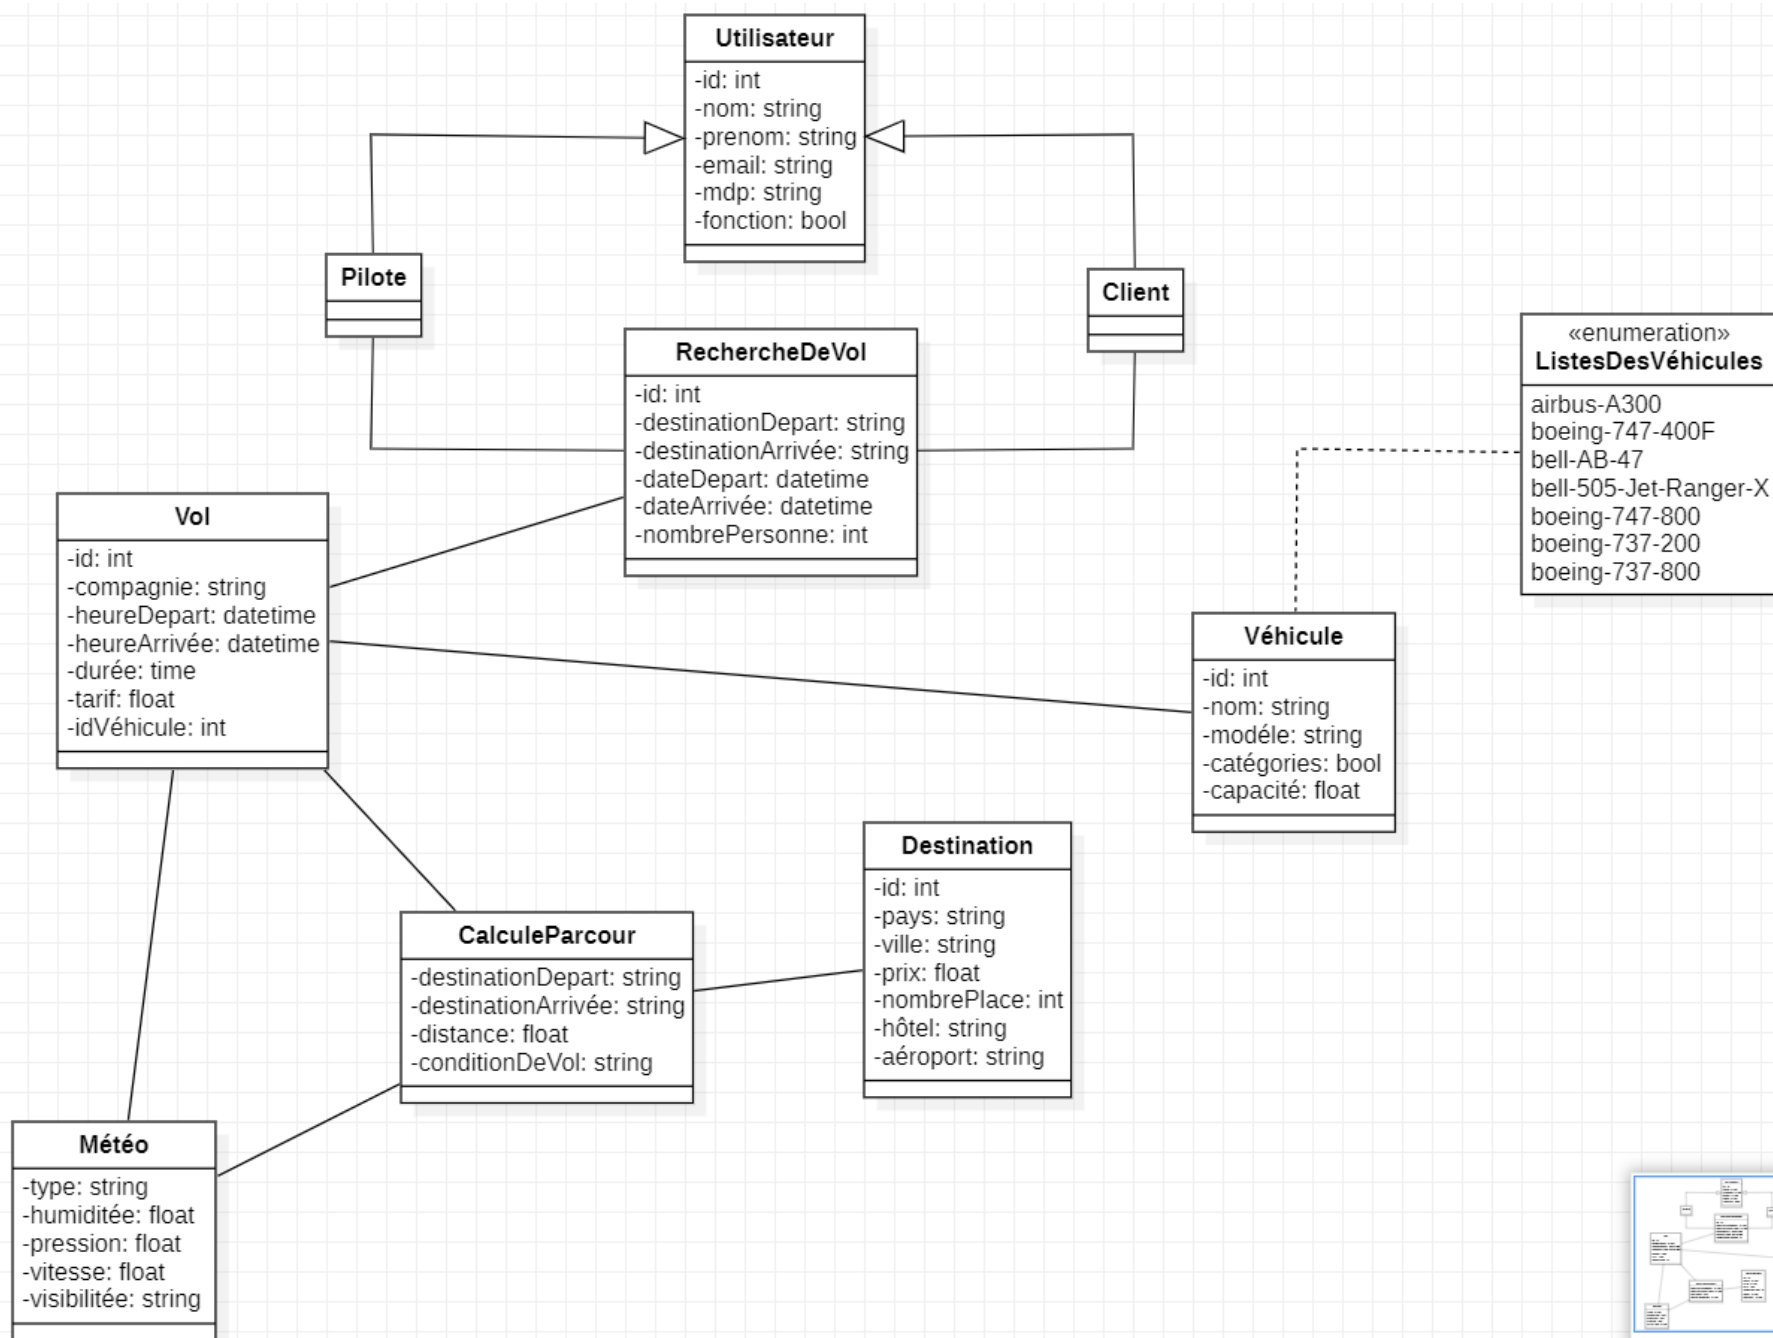 Utilisateur
-id: int
-nom: string
-prenom: string
-email: string
-mdp: string
-fonction: bool
Pilote
Client
RechercheDeVol
-id: int
-destinationDepart: string
-destinationArrivée: string
-dateDepart: datetime
-dateArrivée: datetime
-nombrePersonne: int
«enumeration»
ListesDesVéhicules
airbus-A300
boeing-747-400F
bell-AB-47
bell-505-Jet-Ranger-X
boeing-747-800
boeing-737-200
boeing-737-800
Vol
-id: int
-compagnie: string
-heureDepart: datetime
-heureArrivée: datetime
-durée: time
-tarif: float
-idVéhicule: int
Véhicule
-id: int
-nom: string
-modéle: string
-catégories: bool
-capacité: float
Destination
-id: int
-pays: string
-ville: string
-prix: float
-nombrePlace: int
-hôtel: string
-aéroport: string
CalculeParcour
-destinationDepart: string
-destinationArrivée: string
-distance: float
-conditionDeVol: string
Météo
-type: string
-humiditée: float
-pression: float
-vitesse: float
-visibilitée: string